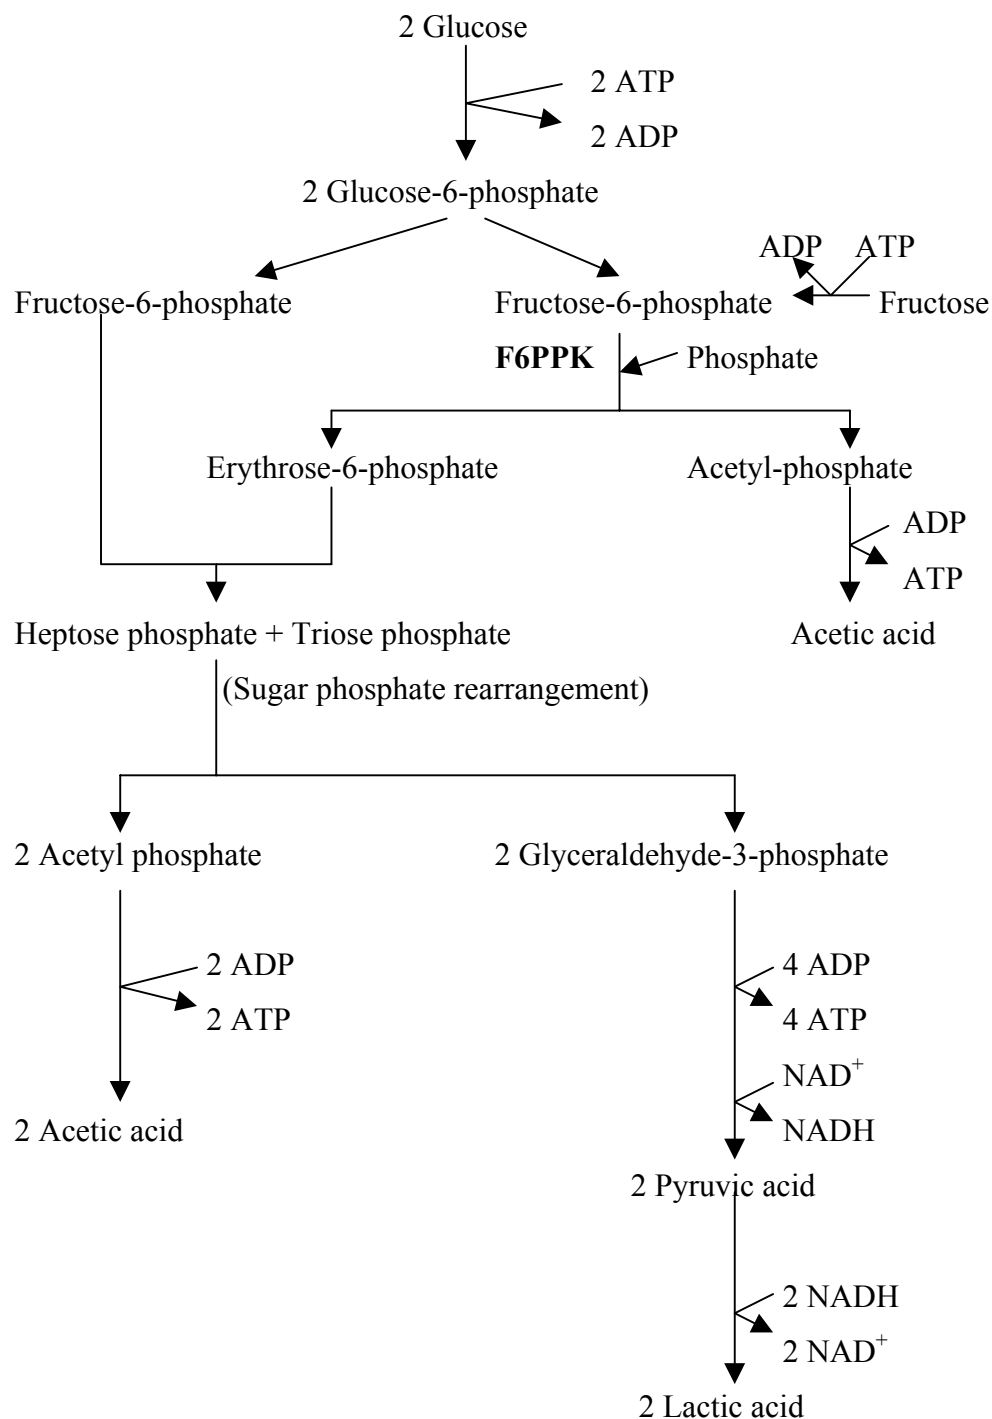 2 Glucose
2 ATP
2 ADP
2 Glucose-6-phosphate
ADP ATP
Fructose-6-phosphate Fructose-6-phosphate Fructose
F6PPK Phosphate
Erythrose-6-phosphate Acetyl-phosphate
ADP
ATP
Heptose phosphate + Triose phosphate Acetic acid
(Sugar phosphate rearrangement)
2 Acetyl phosphate 2 Glyceraldehyde-3-phosphate
2 ADP 4 ADP
2 ATP 4 ATP
NAD⁺
2 Acetic acid NADH
2 Pyruvic acid
2 NADH
2 NAD⁺
2 Lactic acid